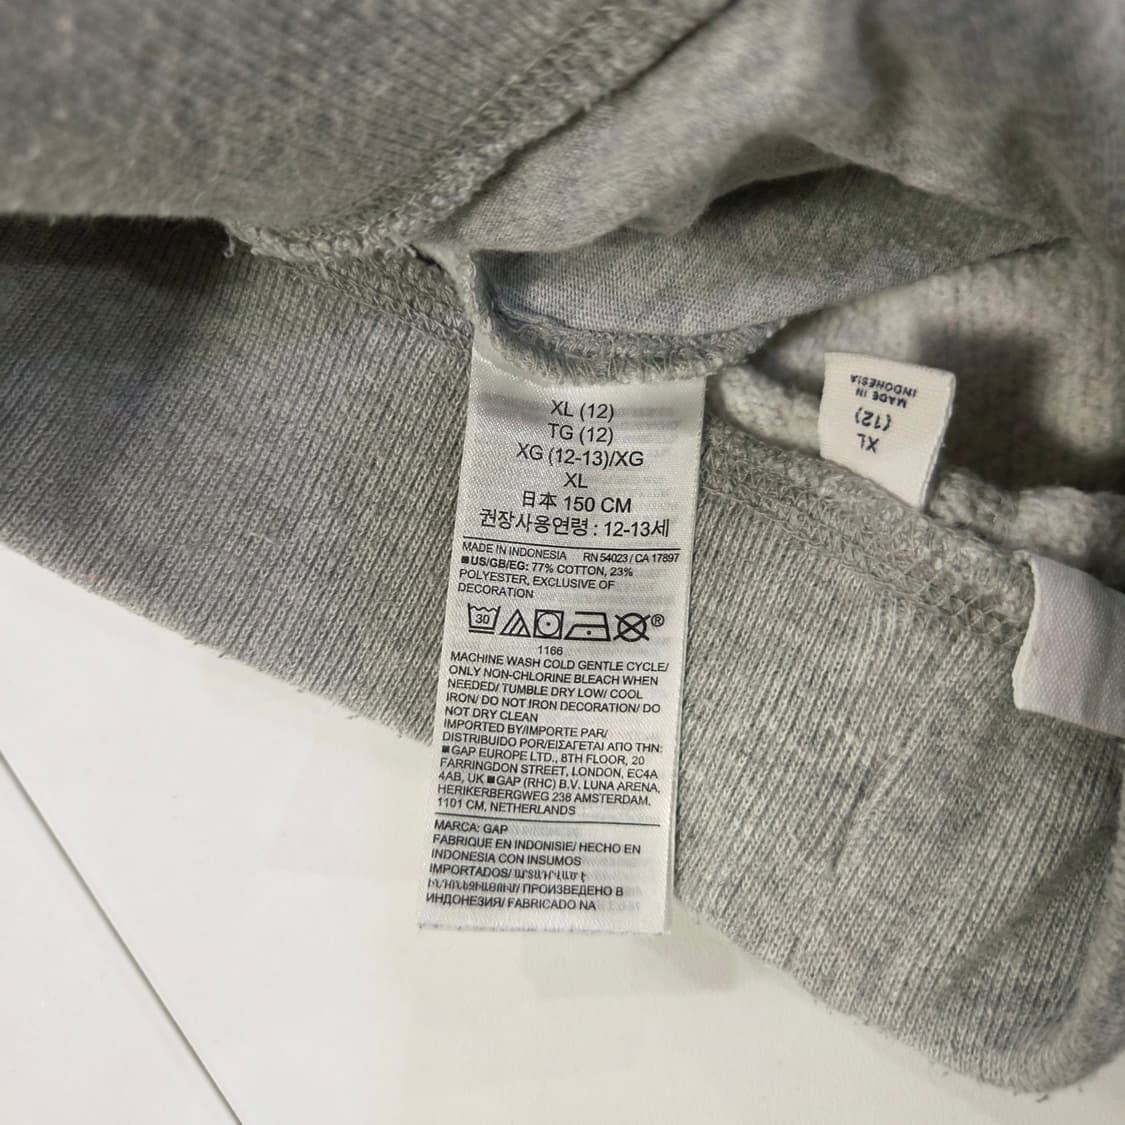 XL (12)
TG (12)
XG (12-13)/XG
XL
日本 150 CM
권장사용연령 : 12-13세
MADE IN INDONESIA RN 54023 / CA 17897
■US/GB/EG: 77% COTTON, 23%
POLYESTER, EXCLUSIVE OF
DECORATION
30
®
1166
MACHINE WASH COLD GENTLE CYCLE/
ONLY NON-CHLORINE BLEACH WHEN
NEEDED/ TUMBLE DRY LOW/ COOL
IRON/ DO NOT IRON DECORATION/ DO
NOT DRY CLEAN
IMPORTED BY/IMPORTE PAR/
DISTRIBUIDO POR/ΕΙΣΑΓΕΤΑΙ ΑΠΟ ΤΗΝ:
■GAP EUROPE LTD., 8TH FLOOR, 20
FARRINGDON STREET, LONDON, EC4A
4AB, UK ■GAP (RHC) B.V. LUNA ARENA,
HERIKERBERGWEG 238 AMSTERDAM.
1101 CM, NETHERLANDS
MARCA: GAP
FABRIQUE EN INDONISIE/ HECHO EN
INDONESIA CON INSUMOS
IMPORTADOS/
ПРОИЗВЕДЕНО В
ИНДОНЕЗИЯ/ FABRICADO NA
XL
(12)
MADE IN
INDONESIA